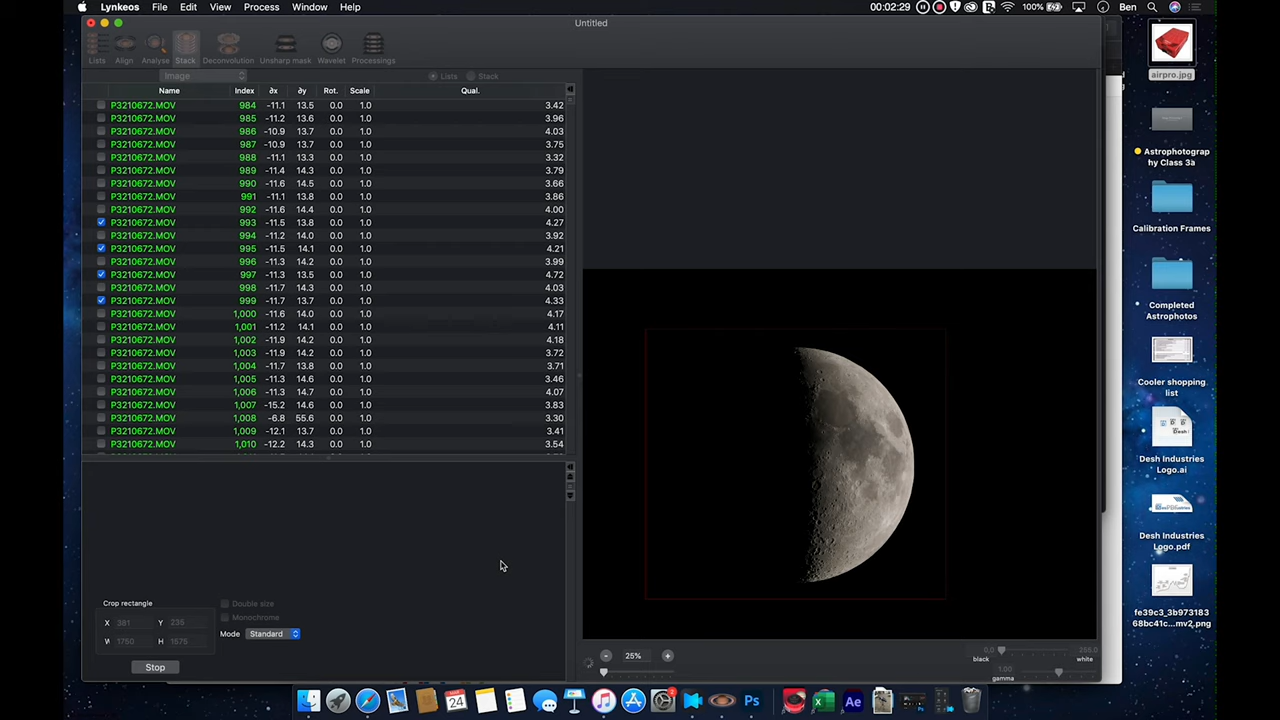 Lynkeos File Edit View Process Window Help 00:02:29 100% Ben
Untitled
Lists Align Analyse Stack Deconvolution Unsharp mask Wavelet Processings
Image Lists Stack
Name Index ∂x ∂y Rot. Scale Qual.
P3210672.MOV 984 -11.1 13.5 0.0 1.0 3.42
P3210672.MOV 985 -11.2 13.6 0.0 1.0 3.96
P3210672.MOV 986 -10.9 13.7 0.0 1.0 4.03
P3210672.MOV 987 -10.9 13.7 0.0 1.0 3.75
P3210672.MOV 988 -11.1 13.3 0.0 1.0 3.32
P3210672.MOV 989 -11.4 14.3 0.0 1.0 3.79
P3210672.MOV 990 -11.6 14.5 0.0 1.0 3.66
P3210672.MOV 991 -11.1 13.8 0.0 1.0 3.86
P3210672.MOV 992 -11.6 14.4 0.0 1.0 4.00
P3210672.MOV 993 -11.5 13.8 0.0 1.0 4.27
P3210672.MOV 994 -11.2 14.0 0.0 1.0 3.92
P3210672.MOV 995 -11.5 14.1 0.0 1.0 4.21
P3210672.MOV 996 -11.3 14.2 0.0 1.0 3.99
P3210672.MOV 997 -11.3 13.5 0.0 1.0 4.72
P3210672.MOV 998 -11.7 14.3 0.0 1.0 4.03
P3210672.MOV 999 -11.7 13.7 0.0 1.0 4.33
P3210672.MOV 1,000 -11.6 14.0 0.0 1.0 4.17
P3210672.MOV 1,001 -11.2 14.1 0.0 1.0 4.11
P3210672.MOV 1,002 -11.9 14.2 0.0 1.0 4.18
P3210672.MOV 1,003 -11.9 14.2 0.0 1.0 3.72
P3210672.MOV 1,004 -11.7 13.8 0.0 1.0 3.75
P3210672.MOV 1,005 -11.3 14.6 0.0 1.0 3.46
P3210672.MOV 1,006 -11.3 14.7 0.0 1.0 4.07
P3210672.MOV 1,007 -15.2 14.6 0.0 1.0 3.83
P3210672.MOV 1,008 -6.8 65.6 0.0 1.0 3.30
P3210672.MOV 1,009 -12.1 13.7 0.0 1.0 3.41
P3210672.MOV 1,010 -12.2 14.3 0.0 1.0 3.54
Crop rectangle
X 381 Y 235
W 1750 H 1575
Double size
Monochrome
Mode Standard
Stop
25%
0.0 255.0
black white
1.00
gamma
airpro.jpg
Astrophotograp
hy Class 3a
Calibration Frames
Completed
Astrophotos
Cooler shopping
list
Desh Industries
Logo.ai
Desh Industries
Logo.pdf
fe39c3_3b973183
68bc41c...mv2.png